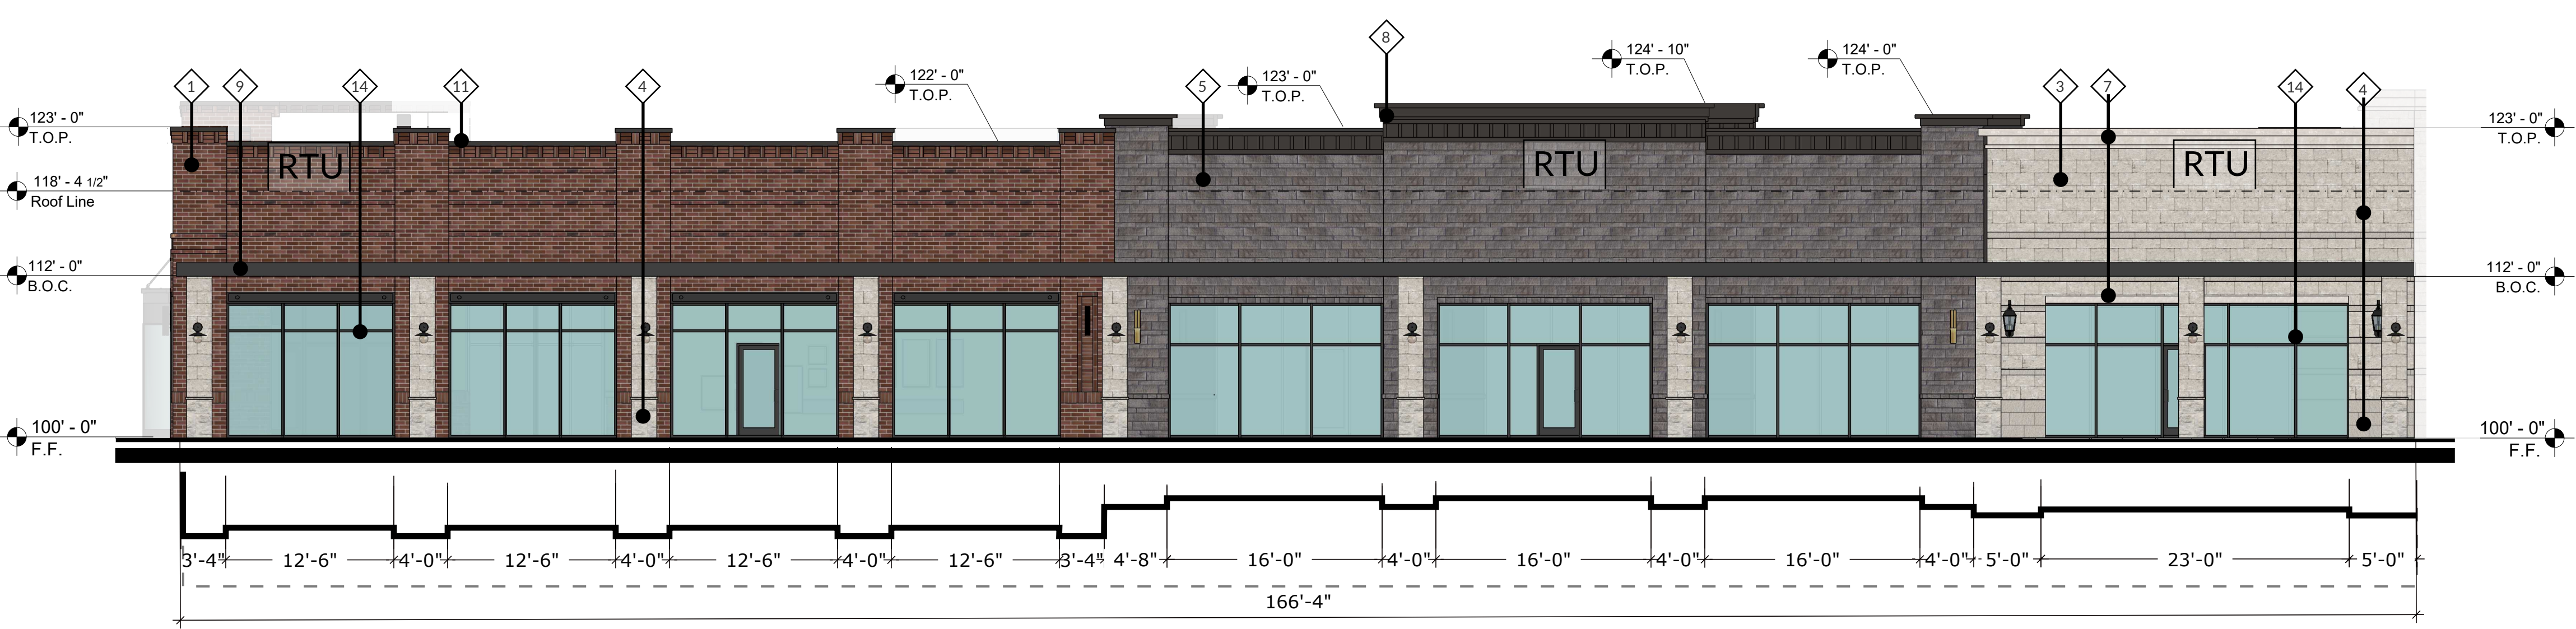 8
124' - 10"
T.O.P.
124' - 0"
T.O.P.
122' - 0"
T.O.P.
123' - 0"
T.O.P.
1
9
14
11
4
5
3
7
14
4
123' - 0"
T.O.P.
123' - 0"
T.O.P.
RTU
RTU
RTU
118' - 4 1/2"
Roof Line
112' - 0"
B.O.C.
112' - 0"
B.O.C.
100' - 0"
F.F.
100' - 0"
F.F.
3'-4" 12'-6" 4'-0" 12'-6" 4'-0" 12'-6" 4'-0" 12'-6" 3'-4" 4'-8" 16'-0" 4'-0" 16'-0" 4'-0" 16'-0" 4'-0" 5'-0" 23'-0" 5'-0"
166'-4"